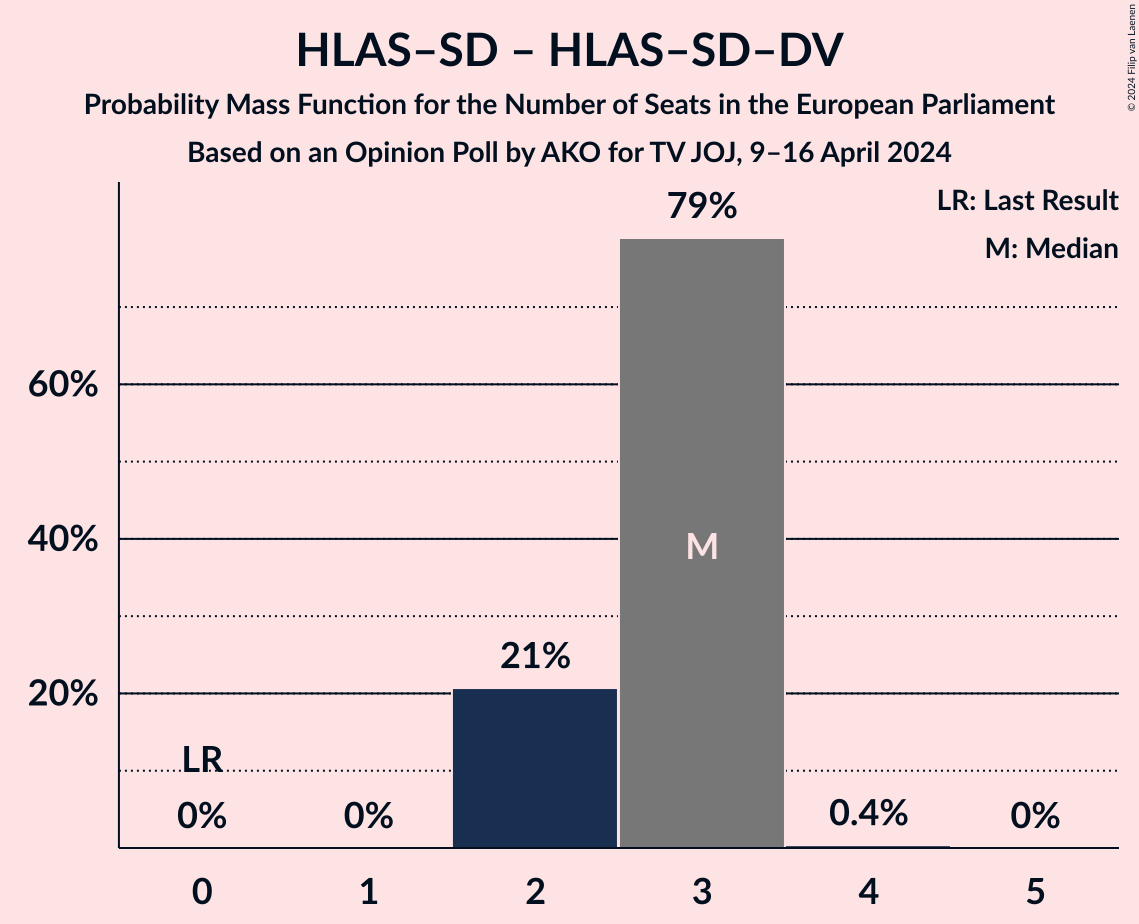 HLAS–SD – HLAS–SD–DV
Probability Mass Function for the Number of Seats in the European Parliament
Based on an Opinion Poll by AKO for TV JOJ, 9–16 April 2024
© 2024 Filip van Laenen
LR: Last Result
M: Median
79%
60%
40%
M
21%
20%
LR
0%
0%
0.4%
0%
0
1
2
3
4
5